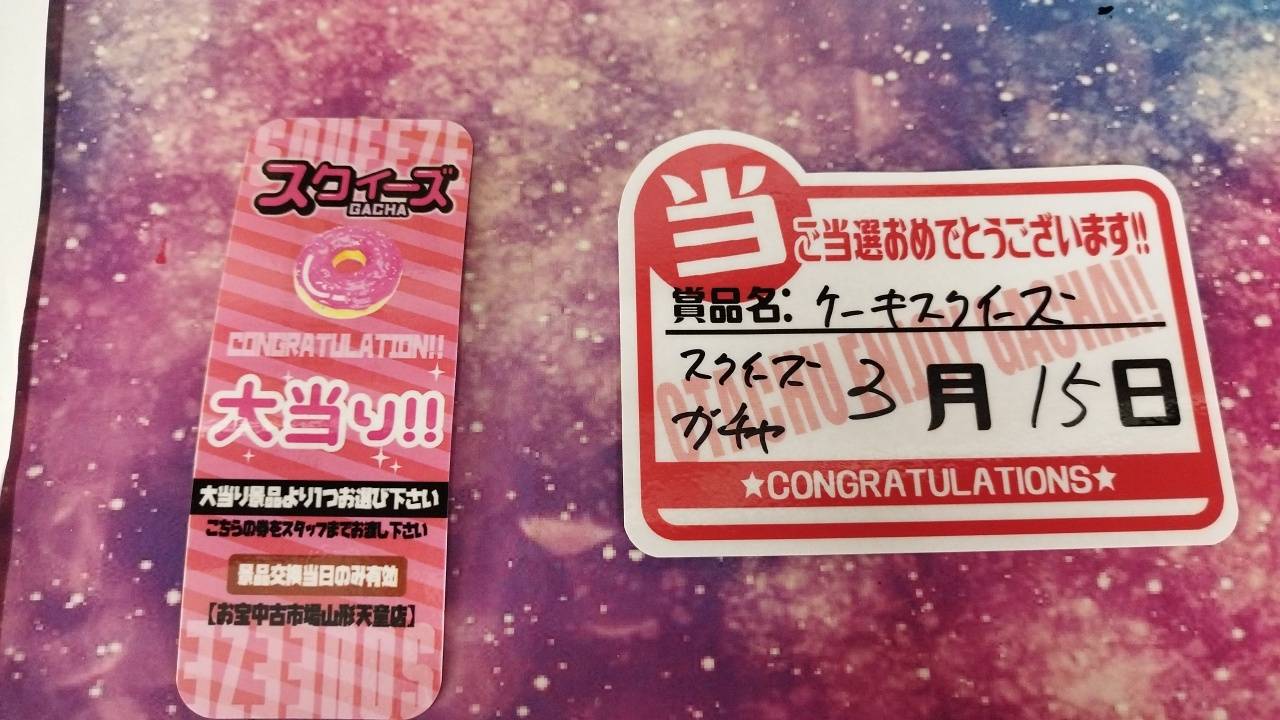 SQUEEZE
スクイーズ
GACHA
CONGRATULATION!!
大当り!!
大当り景品より1つお選び下さい
こちらの券をスタッフまでお渡し下さい
景品交換当日のみ有効
【お宝中古市場山形天童店】
SQUEEZE
当
ご当選おめでとうございます!!
賞品名: ケーキスクイーズ
スクイーズ
ガチャ
3月15日
OTACHU ENJOY GACHA!!
★CONGRATULATIONS★